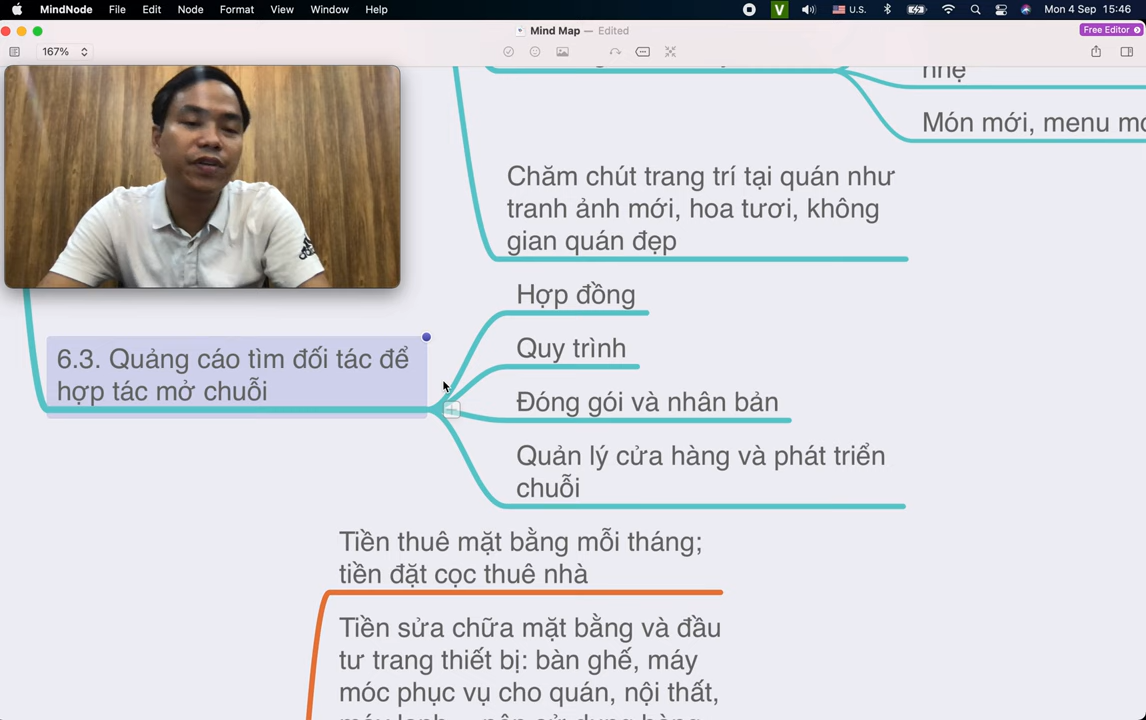 MindNode File Edit Node Format View Window Help
V U.S. Mon 4 Sep 15:46
Mind Map — Edited
Free Editor
167%
nhẹ
Món mới, menu
Chăm chút trang trí tại quán như
tranh ảnh mới, hoa tươi, không
gian quán đẹp
Hợp đồng
6.3. Quảng cáo tìm đối tác để
hợp tác mở chuỗi
Quy trình
Đóng gói và nhân bản
Quản lý cửa hàng và phát triển
chuỗi
Tiền thuê mặt bằng mỗi tháng;
tiền đặt cọc thuê nhà
Tiền sửa chữa mặt bằng và đầu
tư trang thiết bị: bàn ghế, máy
móc phục vụ cho quán, nội thất,